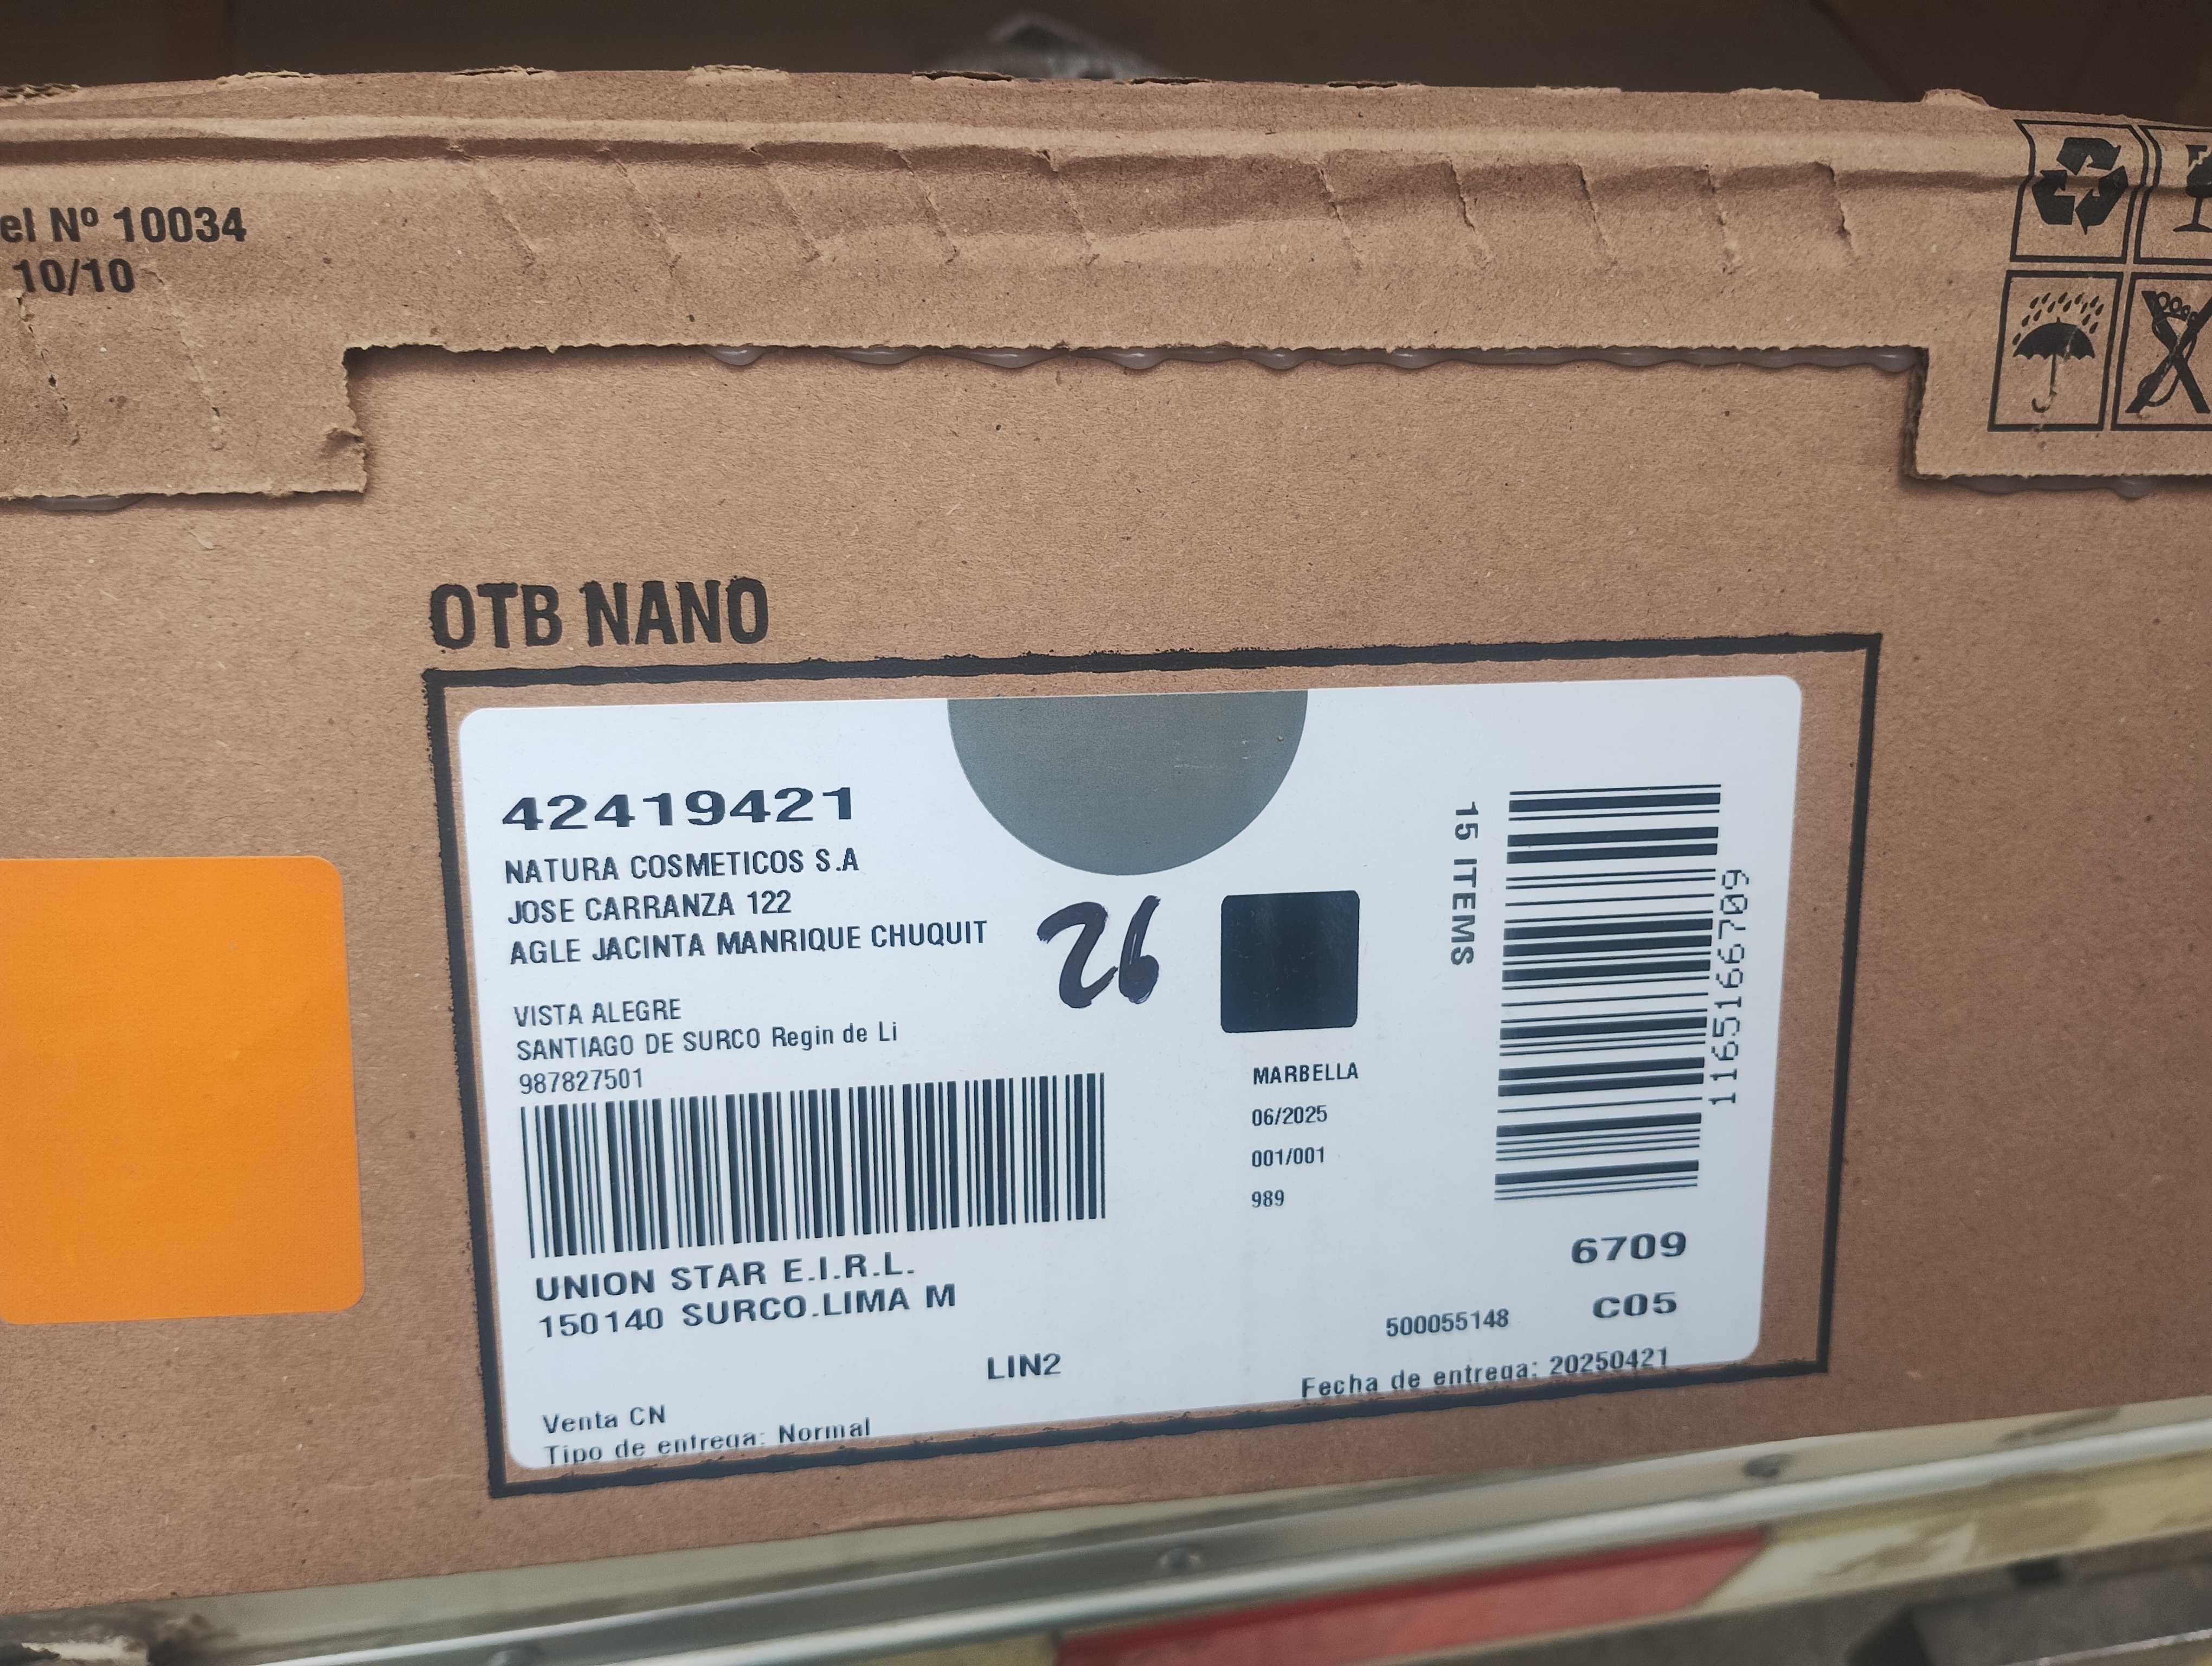 el Nº 10034
10/10
OTB NANO
42419421
NATURA COSMETICOS S.A
JOSE CARRANZA 122
AGLE JACINTA MANRIQUE CHUQUIT
26
VISTA ALEGRE
SANTIAGO DE SURCO Regin de Li
987827501
UNION STAR E.I.R.L.
150140 SURCO.LIMA M
LIN2
Venta CN
Tipo de entrega: Normal
MARBELLA
06/2025
001/001
989
15 ITEMS
1165166709
6709
C05
500055148
Fecha de entrega: 20250421